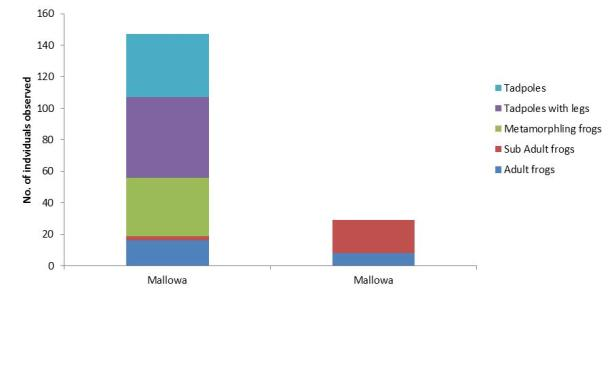 160
140
120
100
80
60
40
20
0
No. of indviduals observed
Mallowa
Mallowa
Tadpoles
Tadpoles with legs
Metamorphling frogs
Sub Adult frogs
Adult frogs